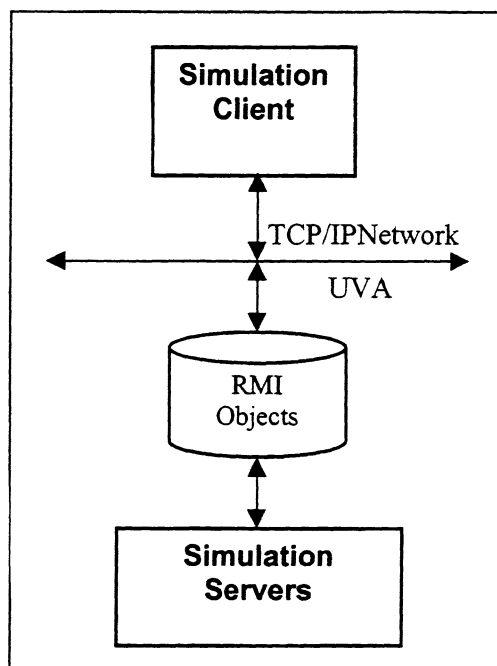 Simulation
Client
TCP/IPNetwork
UVA
RMI
Objects
Simulation
Servers